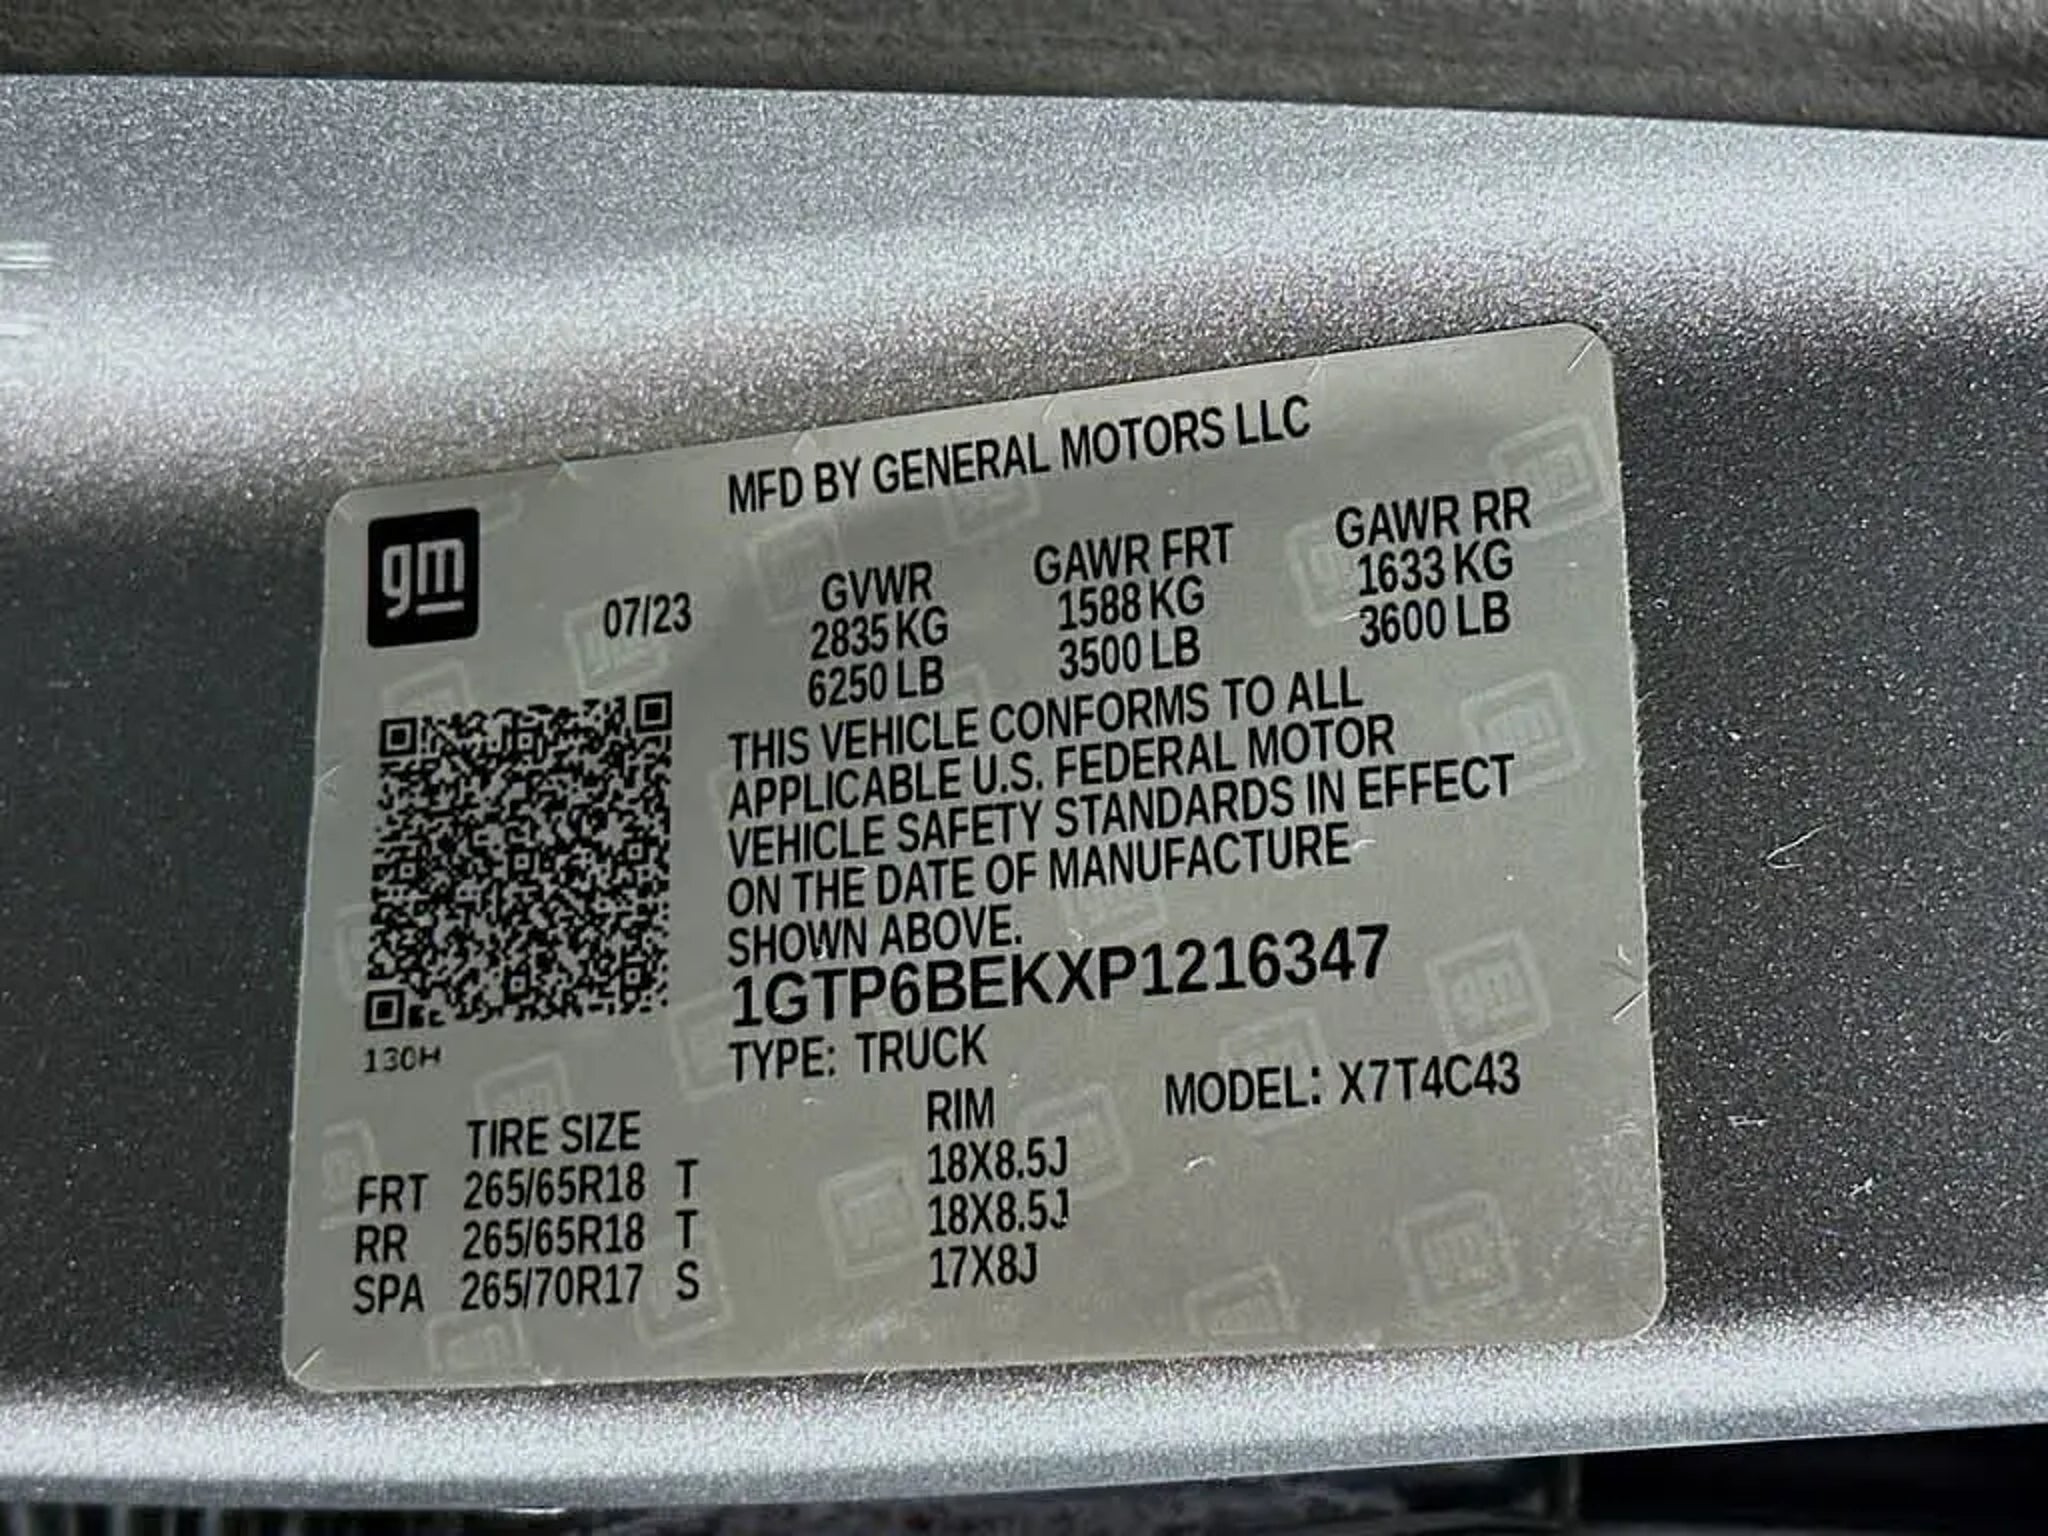 MFD BY GENERAL MOTORS LLC
gm
07/23
GVWR GAWR FRT GAWR RR
2835 KG 1588 KG 1633 KG
6250 LB 3500 LB 3600 LB
THIS VEHICLE CONFORMS TO ALL
APPLICABLE U.S. FEDERAL MOTOR
VEHICLE SAFETY STANDARDS IN EFFECT
ON THE DATE OF MANUFACTURE
SHOWN ABOVE.
1GTP6BEKXP1216347
130H
TYPE: TRUCK
MODEL: X7T4C43
TIRE SIZE RIM
FRT 265/65R18 T 18X8.5J
RR 265/65R18 T 18X8.5J
SPA 265/70R17 S 17X8J